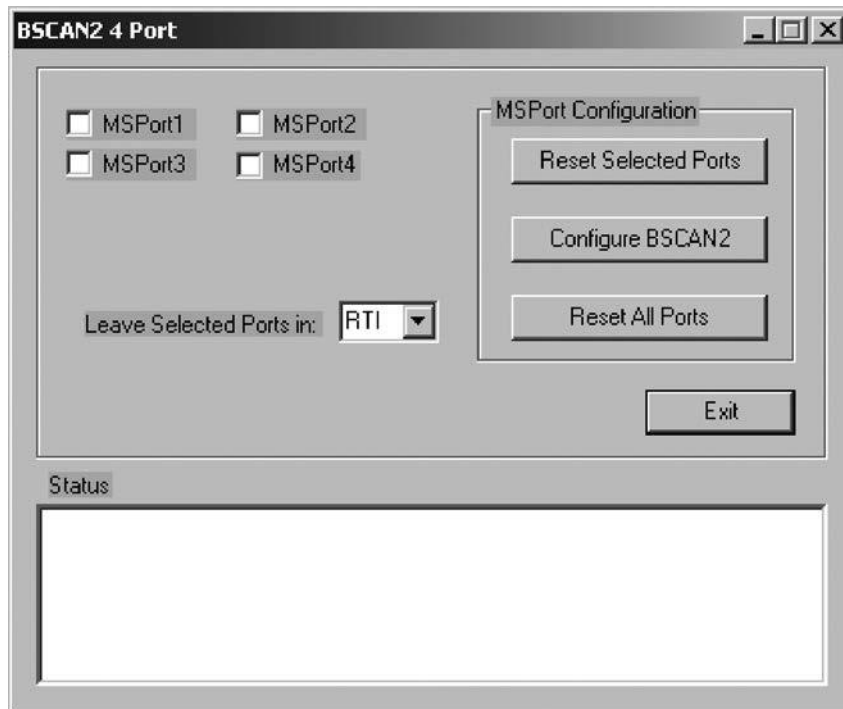 BSCAN2 4 Port
MSPort1 MSPort2
MSPort3 MSPort4
Leave Selected Ports in: RTI
MSPort Configuration
Reset Selected Ports
Configure BSCAN2
Reset All Ports
Exit
Status